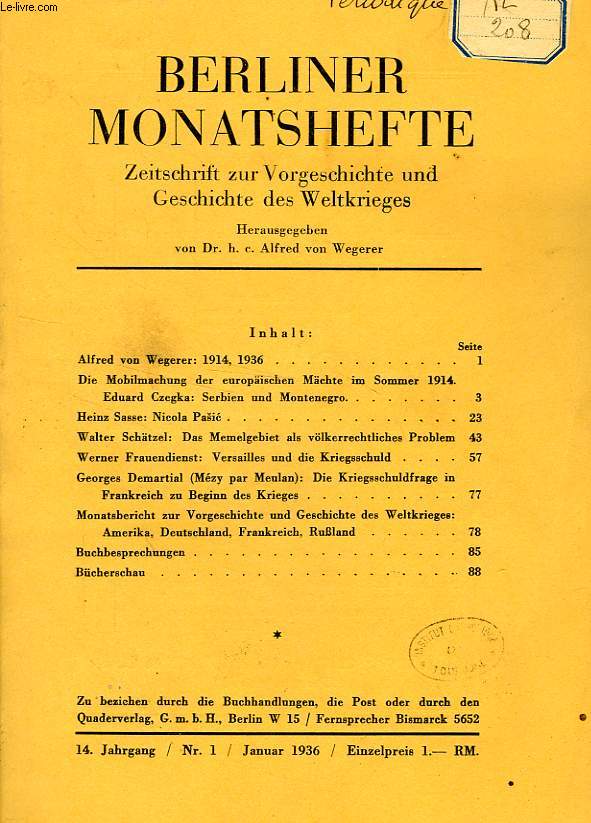 Le-livre.com
Périodique
208
BERLINER
MONATSHEFTE
Zeitschrift zur Vorgeschichte und
Geschichte des Weltkrieges
Herausgegeben
von Dr. h. c. Alfred von Wegerer
Inhalt:
Seite
Alfred von Wegerer: 1914, 1936 . . . . . . . . . . . . 1
Die Mobilmachung der europäischen Mächte im Sommer 1914.
Eduard Czegka: Serbien und Montenegro. . . . . . . . 3
Heinz Sasse: Nicola Pašić . . . . . . . . . . . . . . . 23
Walter Schätzel: Das Memelgebiet als völkerrechtliches Problem 43
Werner Frauendienst: Versailles und die Kriegsschuld . . . . 57
Georges Demartial (Mézy par Meulan): Die Kriegsschuldfrage in
Frankreich zu Beginn des Krieges . . . . . . . . . . 77
Monatsbericht zur Vorgeschichte und Geschichte des Weltkrieges:
Amerika, Deutschland, Frankreich, Rußland . . . . . . 78
Buchbesprechungen . . . . . . . . . . . . . . . . . . 85
Bücherschau . . . . . . . . . . . . . . . . . . . . 88
*
INSTITUT
Zu beziehen durch die Buchhandlungen, die Post oder durch den
Quaderverlag, G. m. b. H., Berlin W 15 / Fernsprecher Bismarck 5652
14. Jahrgang / Nr. 1 / Januar 1936 / Einzelpreis 1.— RM.